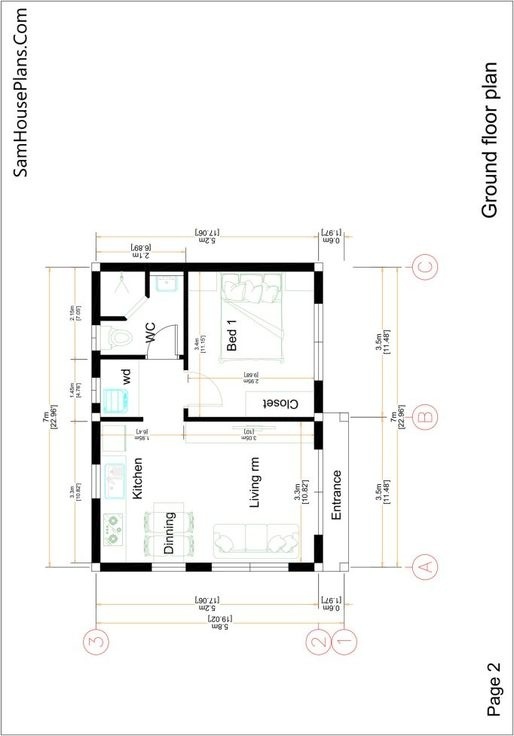 SamHousePlans.Com
Ground floor plan
5.2m
[17.06']
0.6m
[1.97']
2.1m
[6.89']
C
B
A
7m
[22.96']
2.15m
[7.05']
1.45m
[4.76']
3.3m
[10.82']
3.5m
[11.48']
3.5m
[11.48']
7m
[22.96']
WC
wd
Bed 1
3.4m
[11.15']
2.95m
[9.68']
Closet
1.95m
[6.4']
3.05m
[10']
Kitchen
Dinning
Living rm
3.3m
[10.82']
Entrance
5.2m
[17.06']
0.6m
[1.97']
5.8m
[19.02']
3
2
1
Page 2